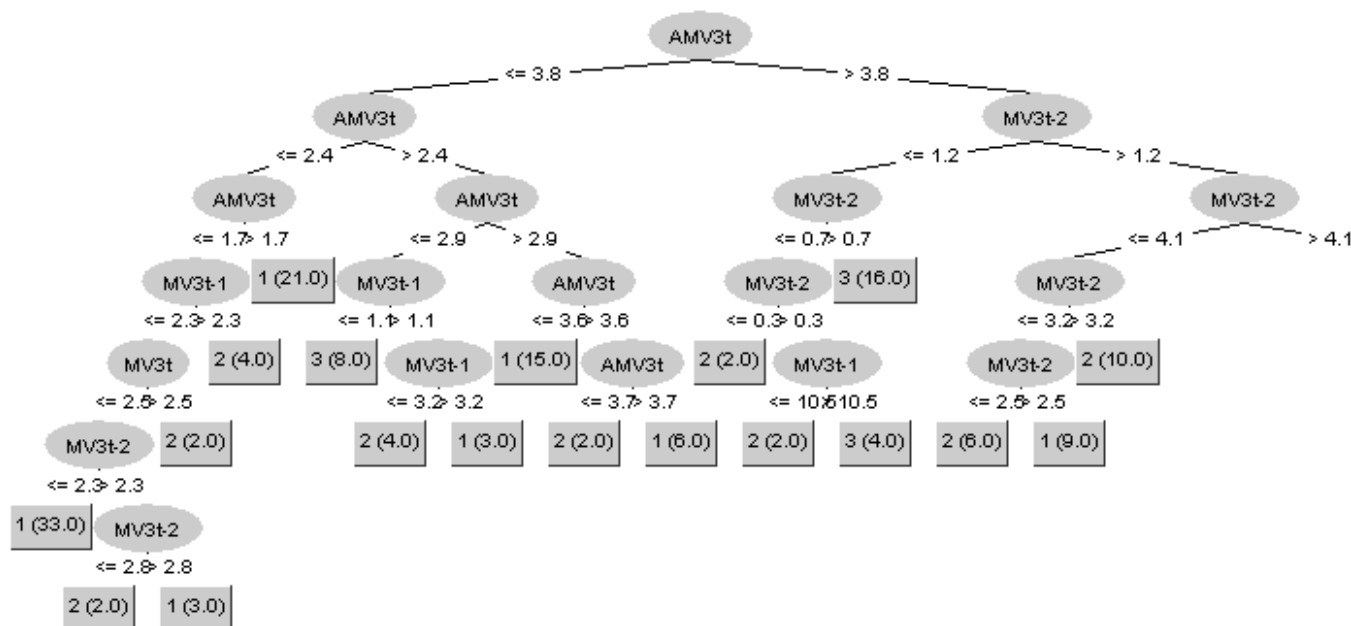 AMV3t
<= 3.8 > 3.8
AMV3t MV3t-2
<= 2.4 > 2.4 <= 1.2 > 1.2
AMV3t AMV3t MV3t-2 MV3t-2
<= 1.7 > 1.7 <= 2.9 > 2.9 <= 0.7 > 0.7 <= 4.1 > 4.1
MV3t-1 1 (21.0) MV3t-1 AMV3t MV3t-2 3 (16.0) MV3t-2
<= 2.3 > 2.3 <= 1.1 > 1.1 <= 3.6 > 3.6 <= 0.3 > 0.3 <= 3.2 > 3.2
MV3t 2 (4.0) 3 (8.0) MV3t-1 1 (15.0) AMV3t 2 (2.0) MV3t-1 MV3t-2 2 (10.0)
<= 2.5 > 2.5 <= 3.2 > 3.2 <= 3.7 > 3.7 <= 10.5 > 10.5 <= 2.5 > 2.5
MV3t-2 2 (2.0) 2 (4.0) 1 (3.0) 2 (2.0) 1 (6.0) 2 (2.0) 3 (4.0) 2 (6.0) 1 (9.0)
<= 2.3 > 2.3
1 (33.0) MV3t-2
<= 2.8 > 2.8
2 (2.0) 1 (3.0)